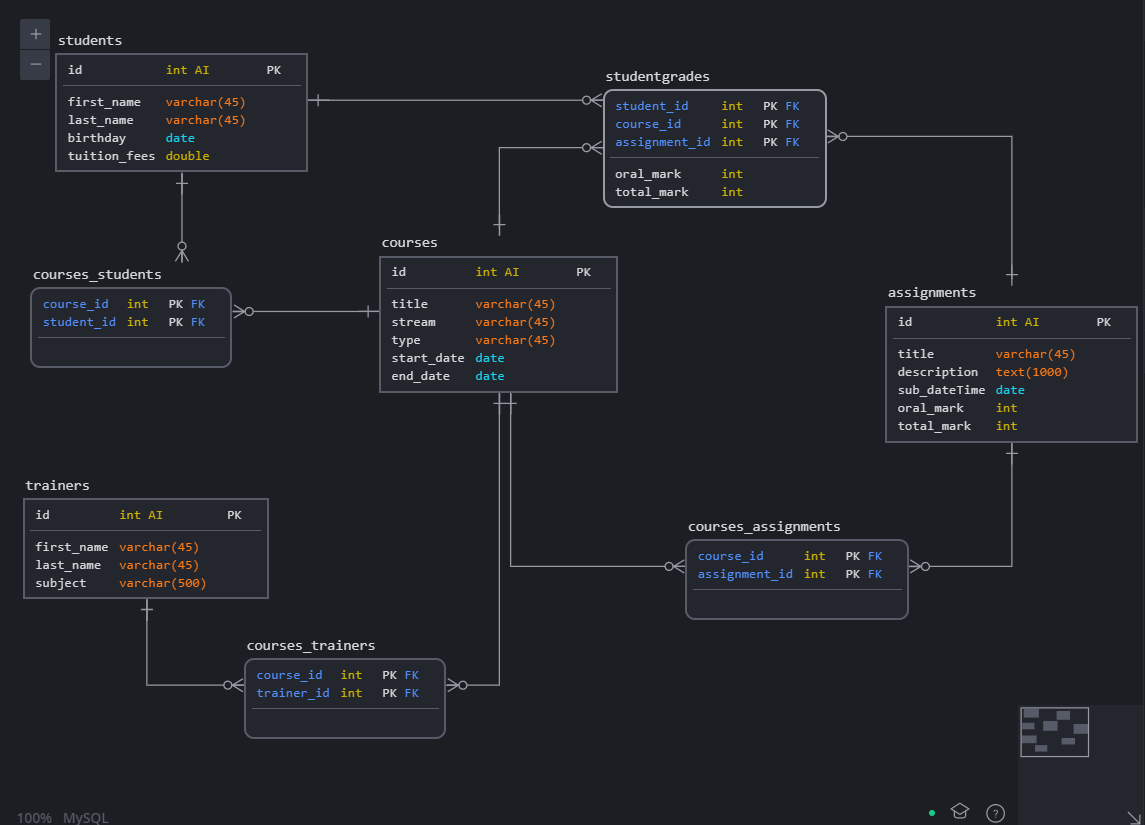 +
−
students
id int AI PK
first_name varchar(45)
last_name varchar(45)
birthday date
tuition_fees double
studentgrades
student_id int PK FK
course_id int PK FK
assignment_id int PK FK
oral_mark int
total_mark int
courses_students
course_id int PK FK
student_id int PK FK
courses
id int AI PK
title varchar(45)
stream varchar(45)
type varchar(45)
start_date date
end_date date
assignments
id int AI PK
title varchar(45)
description text(1000)
sub_dateTime date
oral_mark int
total_mark int
trainers
id int AI PK
first_name varchar(45)
last_name varchar(45)
subject varchar(500)
courses_assignments
course_id int PK FK
assignment_id int PK FK
courses_trainers
course_id int PK FK
trainer_id int PK FK
100% MySQL
?